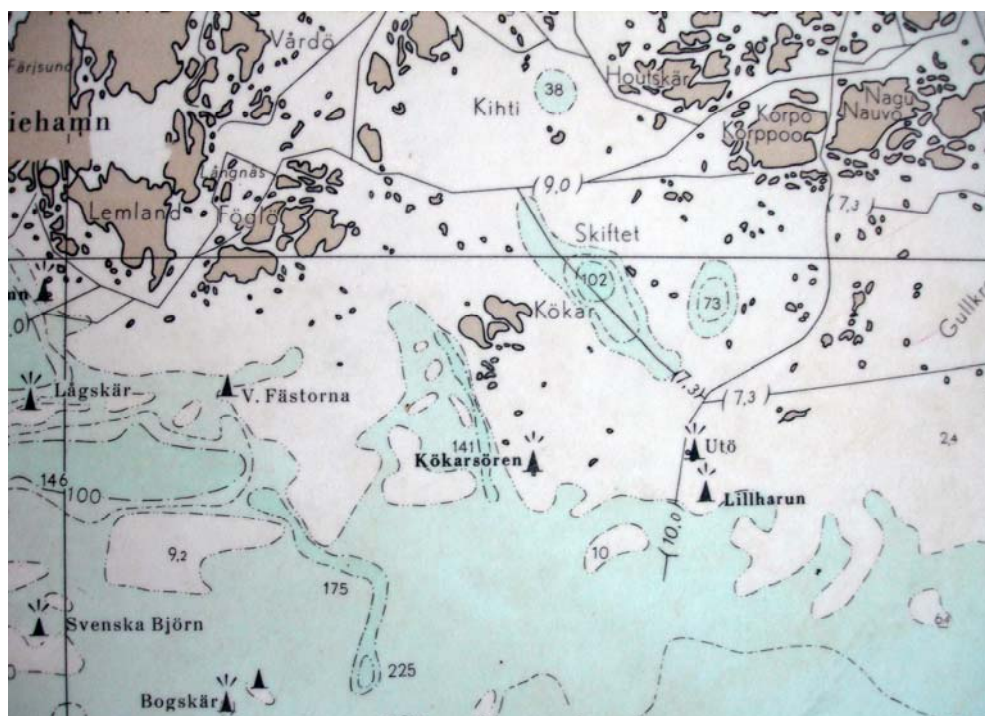 Vårdö
Färjsund
Houtskär
38
Kihti
Nagu
Nauvo
Korpo
Korppoo
iehamn
Långnäs
(9,0)
(7,3
Lemland
Föglö
Skiftet
102
73
Kökar
Gullkr
Lågskär
V. Fästorna
(7,3)
(7,3
141
Kökarsören
Utö
2,4
146
100
Lillharun
(10,0)
9,2
10
175
64
Svenska Björn
225
Bogskär